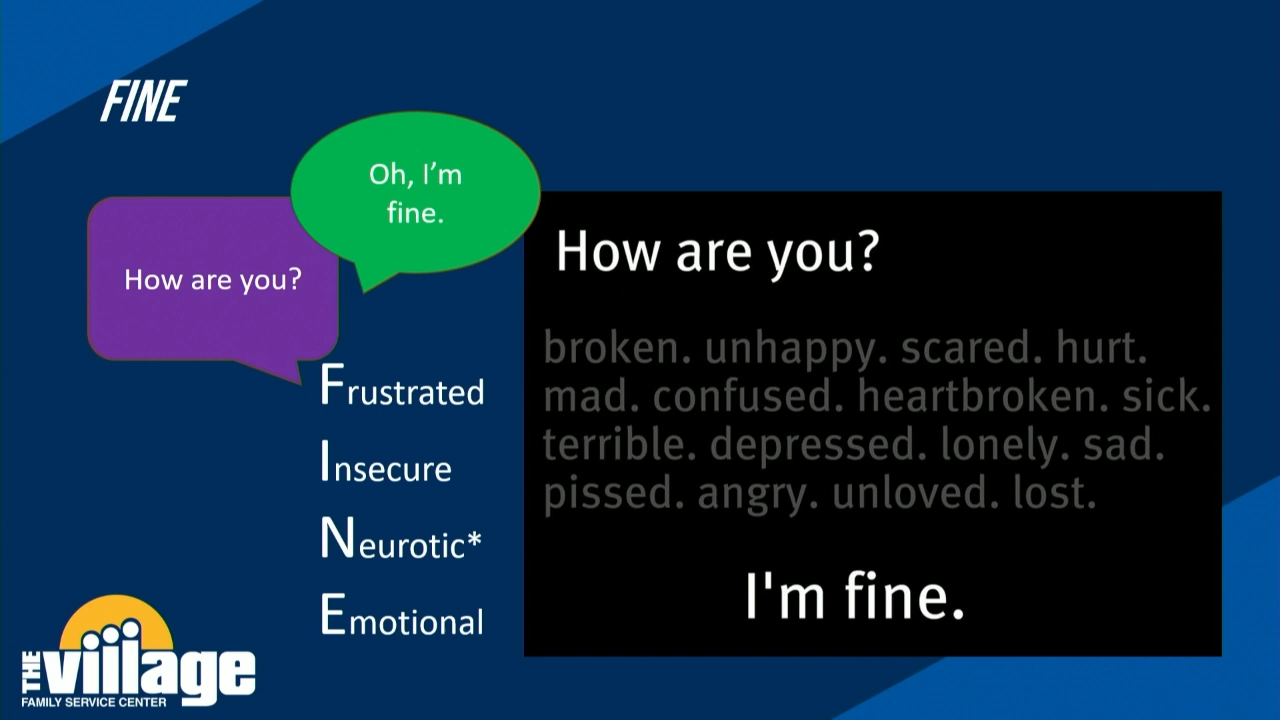 FINE
Oh, I’m
fine.
How are you?
Frustrated
Insecure
Neurotic*
Emotional
How are you?
broken. unhappy. scared. hurt.
mad. confused. heartbroken. sick.
terrible. depressed. lonely. sad.
pissed. angry. unloved. lost.
I'm fine.
THE village
FAMILY SERVICE CENTER